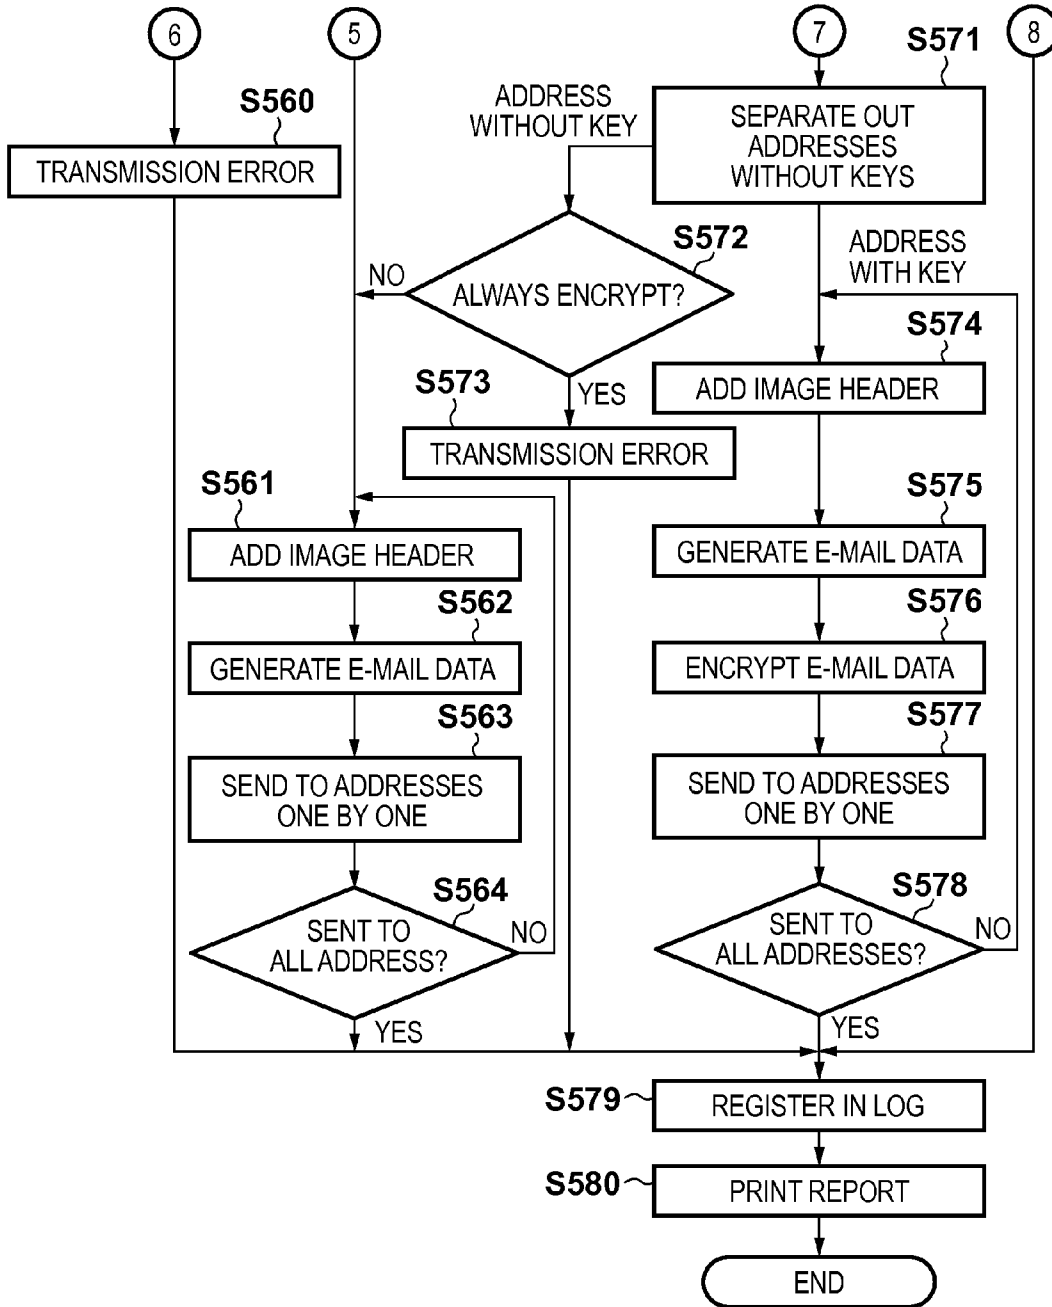 6
5
7
8
S571
S560
TRANSMISSION ERROR
ADDRESS
WITHOUT KEY
SEPARATE OUT
ADDRESSES
WITHOUT KEYS
S572
ALWAYS ENCRYPT?
NO
YES
ADDRESS
WITH KEY
S573
TRANSMISSION ERROR
S574
ADD IMAGE HEADER
S561
ADD IMAGE HEADER
S575
GENERATE E-MAIL DATA
S562
GENERATE E-MAIL DATA
S576
ENCRYPT E-MAIL DATA
S563
SEND TO ADDRESSES
ONE BY ONE
S577
SEND TO ADDRESSES
ONE BY ONE
S564
SENT TO
ALL ADDRESS?
NO
YES
S578
SENT TO
ALL ADDRESSES?
NO
YES
S579
REGISTER IN LOG
S580
PRINT REPORT
END